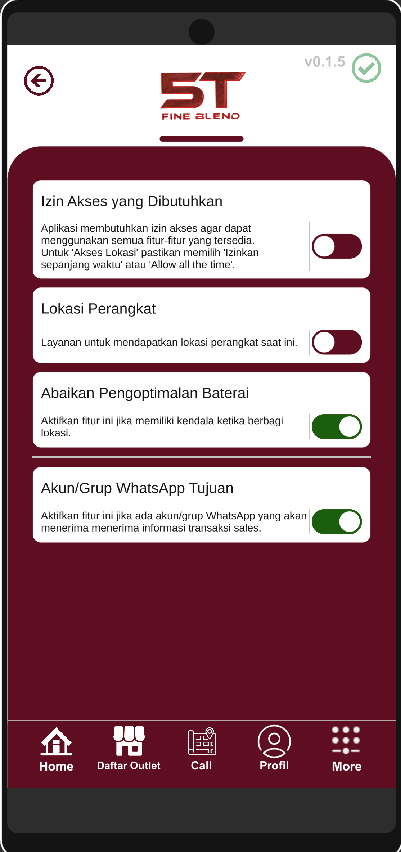 v0.1.5
5T
FINE BLEND
Izin Akses yang Dibutuhkan
Aplikasi membutuhkan izin akses agar dapat
menggunakan semua fitur-fitur yang tersedia.
Untuk 'Akses Lokasi' pastikan memilih 'Izinkan
sepanjang waktu' atau 'Allow all the time'.
Lokasi Perangkat
Layanan untuk mendapatkan lokasi perangkat saat ini.
Abaikan Pengoptimalan Baterai
Aktifkan fitur ini jika memiliki kendala ketika berbagi
lokasi.
Akun/Grup WhatsApp Tujuan
Aktifkan fitur ini jika ada akun/grup WhatsApp yang akan
menerima menerima informasi transaksi sales.
Home Daftar Outlet Call Profil More